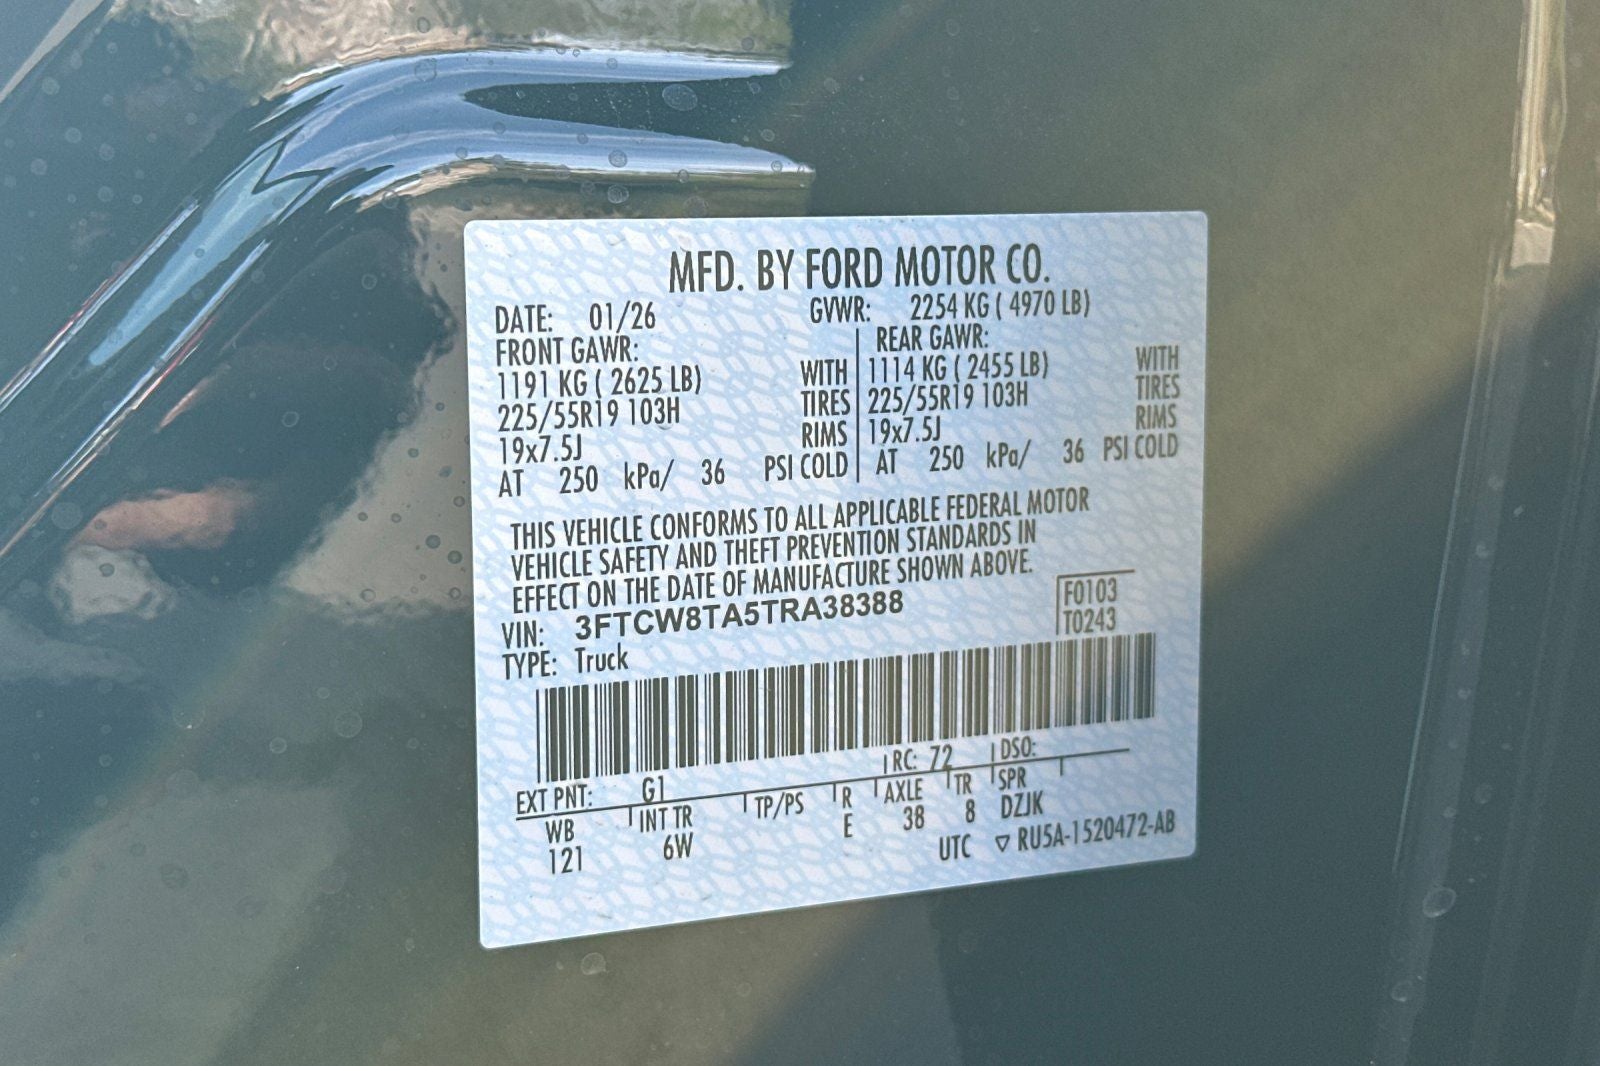 MFD. BY FORD MOTOR CO.
DATE: 01/26 GVWR: 2254 KG ( 4970 LB)
FRONT GAWR: REAR GAWR:
1191 KG ( 2625 LB) WITH 1114 KG ( 2455 LB) WITH
225/55R19 103H TIRES 225/55R19 103H TIRES
19x7.5J RIMS 19x7.5J RIMS
AT 250 kPa/ 36 PSI COLD AT 250 kPa/ 36 PSI COLD
THIS VEHICLE CONFORMS TO ALL APPLICABLE FEDERAL MOTOR
VEHICLE SAFETY AND THEFT PREVENTION STANDARDS IN
EFFECT ON THE DATE OF MANUFACTURE SHOWN ABOVE.
VIN: 3FTCW8TA5TRA38388 F0103
TYPE: Truck T0243
EXT PNT: G1 RC: 72 DSO:
WB INT TR TP/PS R AXLE TR SPR
121 6W E 38 8 DZJK
UTC ▽ RU5A-1520472-AB